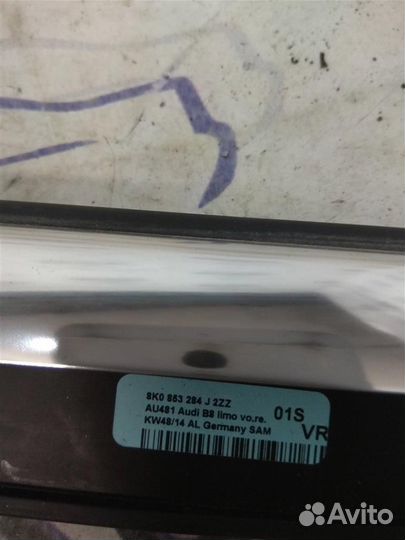 8K0 853 284 J 2ZZ
AU481 Audi B8 limo vo.re. 01S
KW48/14 AL Germany SAM VR
Avito